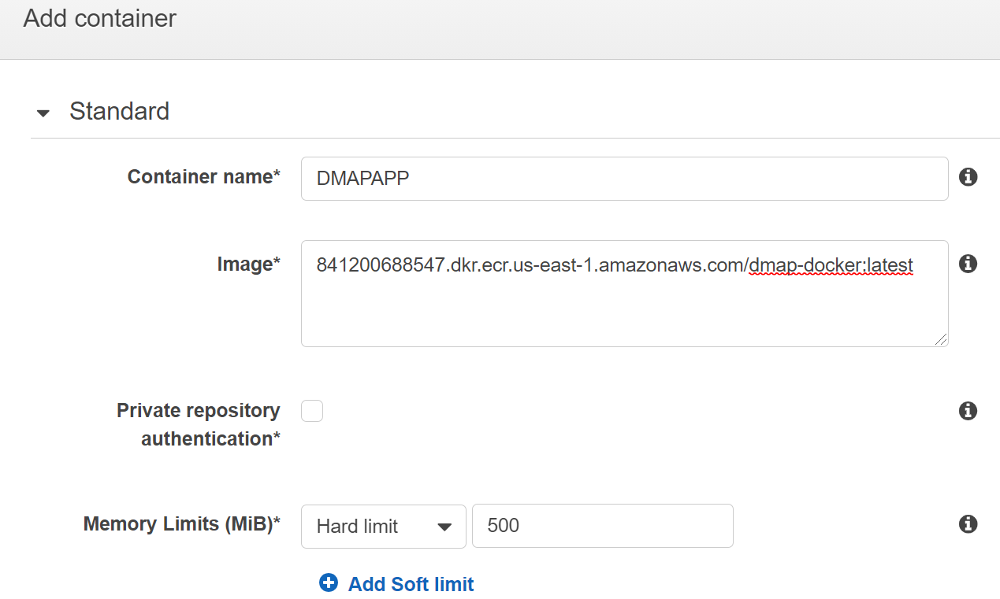 Add container
Standard
Container name*
DMAPAPP
Image*
841200688547.dkr.ecr.us-east-1.amazonaws.com/dmap-docker:latest
Private repository
authentication*
Memory Limits (MiB)*
Hard limit
500
Add Soft limit